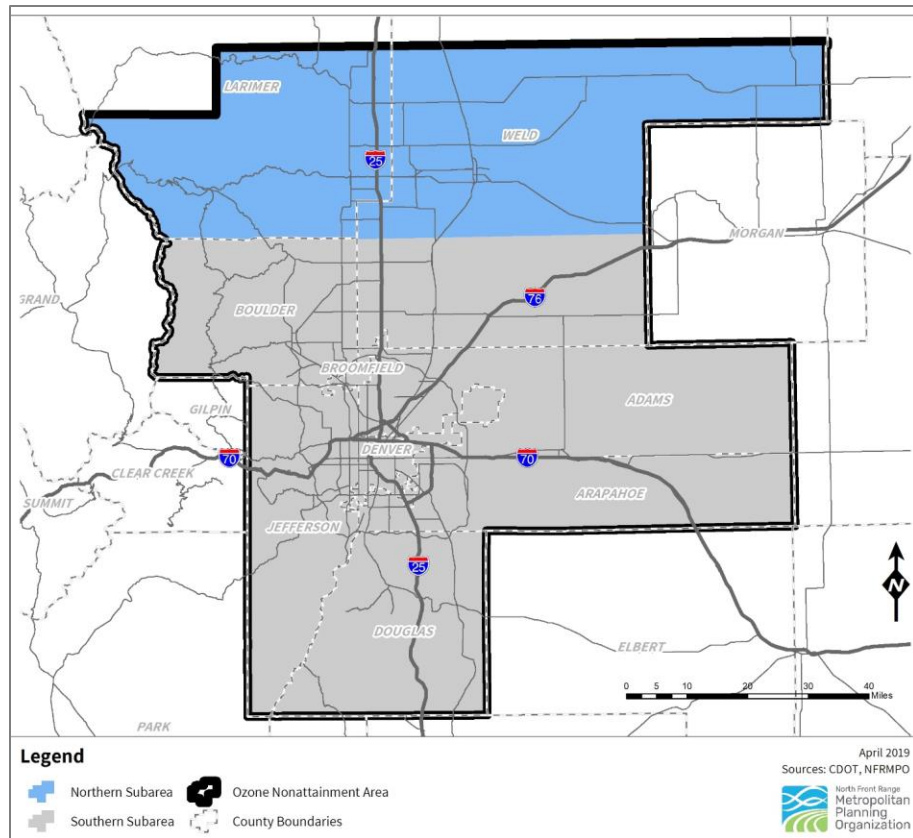 LARIMER
WELD
25
MORGAN
GRAND
76
BOULDER
BROOMFIELD
ADAMS
GILPIN
DENVER
70
70
CLEAR CREEK
SUMMIT
ARAPAHOE
JEFFERSON
25
N
DOUGLAS
ELBERT
0 5 10 20 30 40
Miles
PARK
Legend
April 2019
Sources: CDOT, NFRMPO
Northern Subarea
Ozone Nonattainment Area
Southern Subarea
County Boundaries
North Front Range
Metropolitan
Planning
Organization